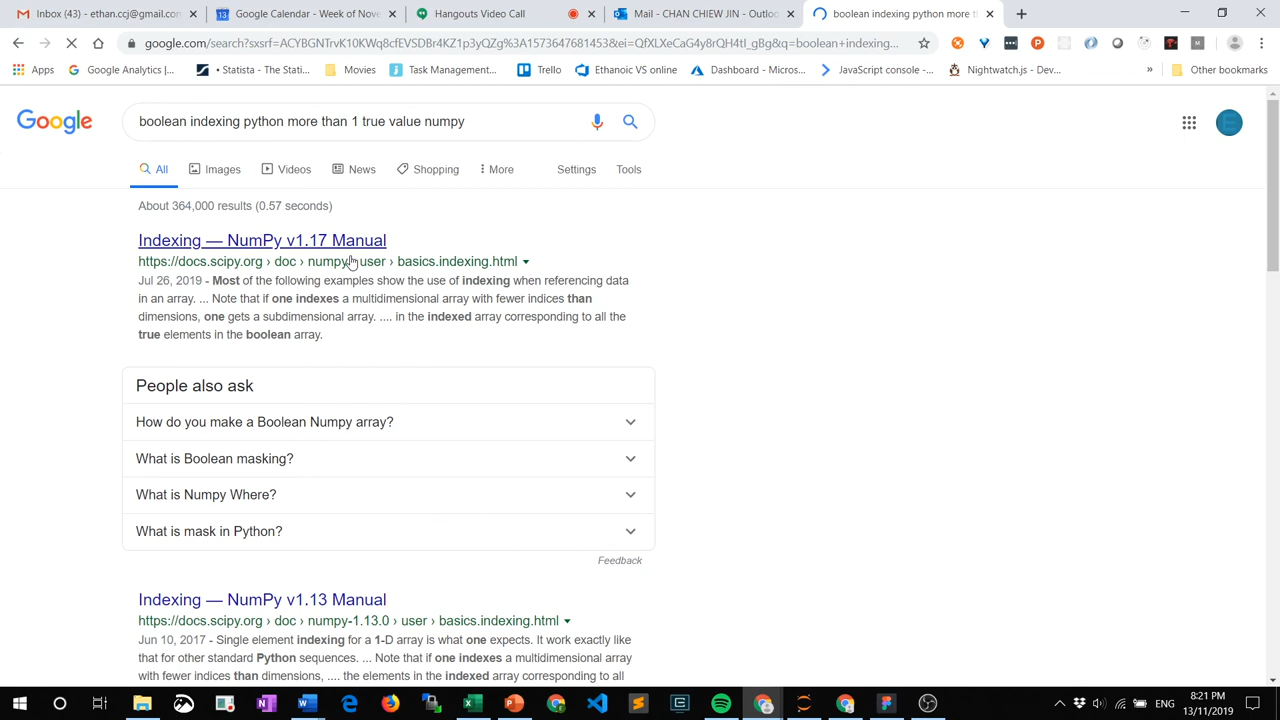 Inbox (43) - ethan.ccj@gmail.com
Google Calendar - Week of Nove
Hangouts Video Call
Mail - CHAN CHIEW JIN - Outloo
boolean indexing python more th
google.com/search?sxsrf=
boolean+indexing...
Apps
Google Analytics |...
• Statista - The Stati...
Movies
Task Management...
Trello
Ethanoic VS online
Dashboard - Micros...
JavaScript console -...
Nightwatch.js - Dev...
»
Other bookmarks
Google
boolean indexing python more than 1 true value numpy
E
All
Images
Videos
News
Shopping
More
Settings
Tools
About 364,000 results (0.57 seconds)
Indexing — NumPy v1.17 Manual
https://docs.scipy.org › doc › numpy › user › basics.indexing.html
Jul 26, 2019 - Most of the following examples show the use of indexing when referencing data
in an array. ... Note that if one indexes a multidimensional array with fewer indices than
dimensions, one gets a subdimensional array. .... in the indexed array corresponding to all the
true elements in the boolean array.
People also ask
How do you make a Boolean Numpy array?
What is Boolean masking?
What is Numpy Where?
What is mask in Python?
Feedback
Indexing — NumPy v1.13 Manual
https://docs.scipy.org › doc › numpy-1.13.0 › user › basics.indexing.html
Jun 10, 2017 - Single element indexing for a 1-D array is what one expects. It work exactly like
that for other standard Python sequences. ... Note that if one indexes a multidimensional array
with fewer indices than dimensions, .... the elements in the indexed array corresponding to all
ENG
8:21 PM
13/11/2019